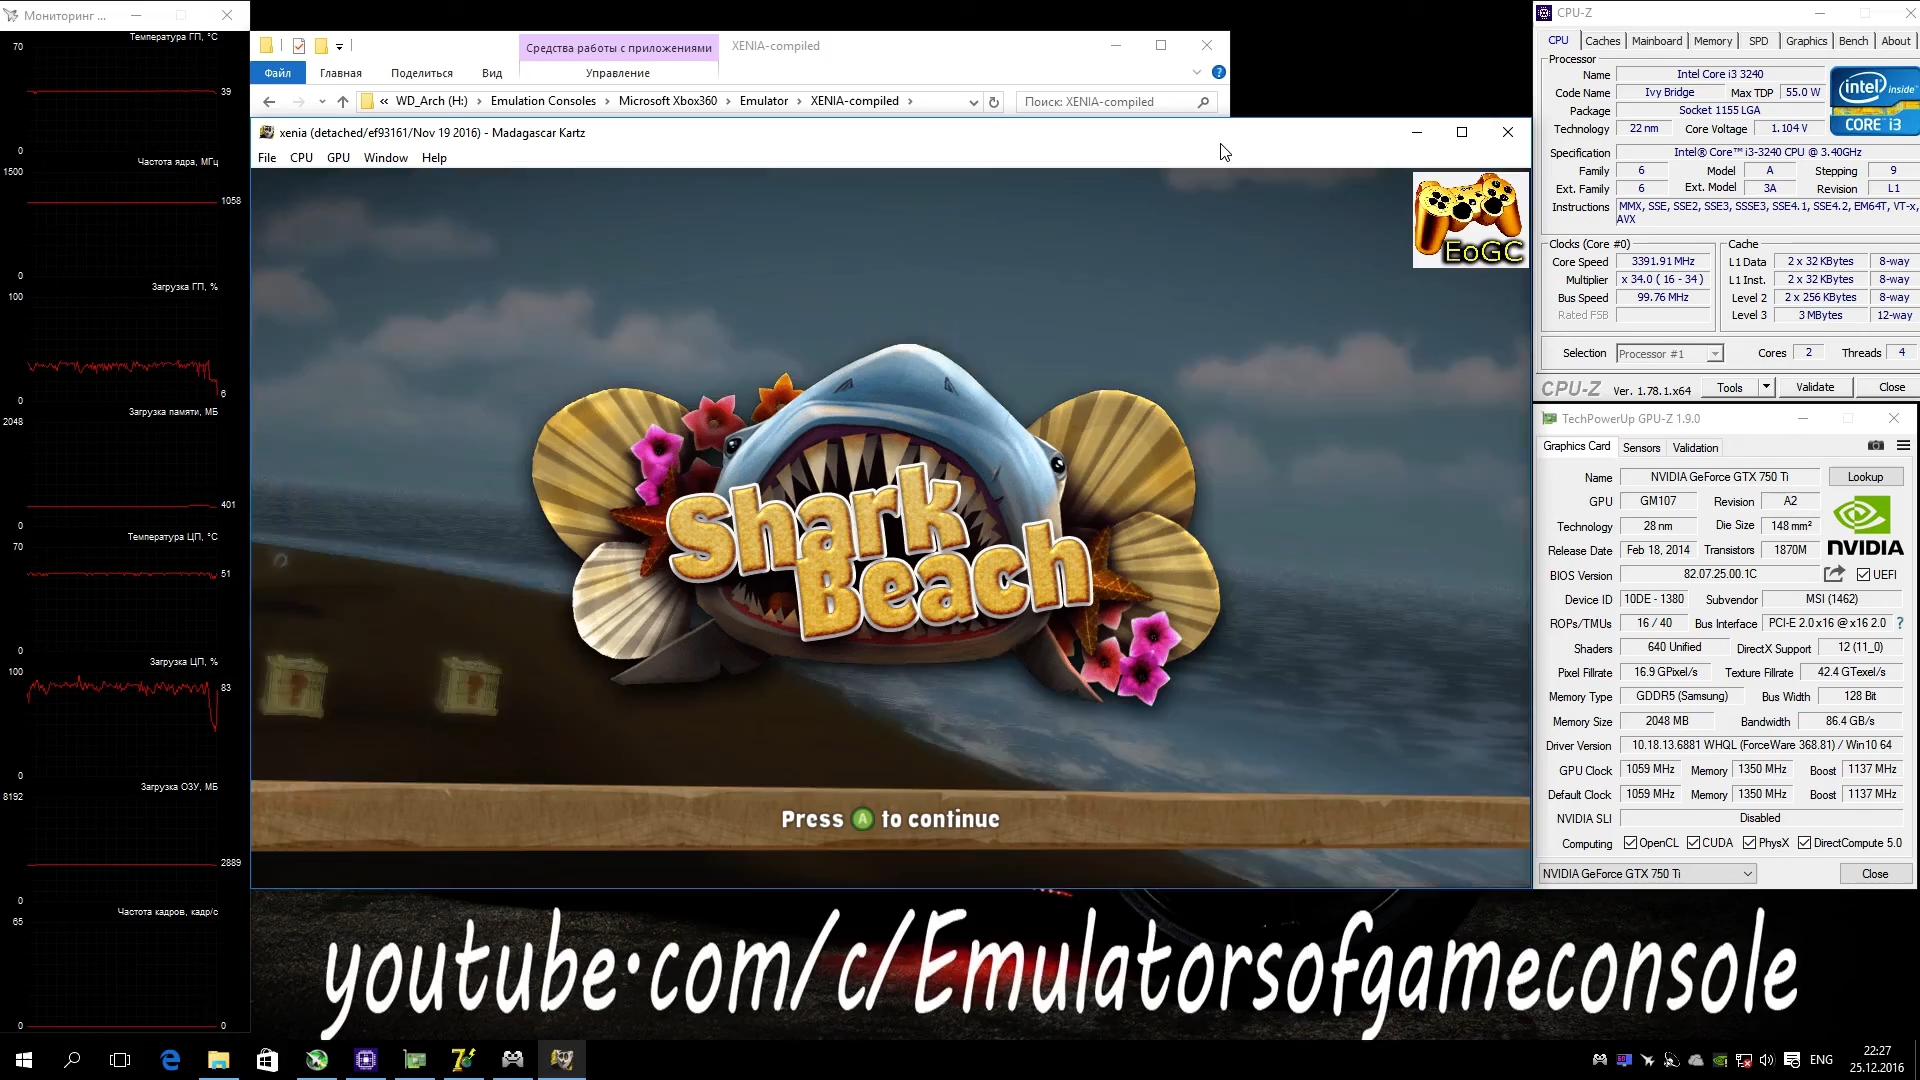 Мониторинг ...
Температура ГП, °C
70
39
0
Частота ядра, МГц
1500
1058
0
Загрузка ГП, %
100
6
0
Загрузка памяти, МБ
2048
401
0
Температура ЦП, °C
70
51
0
Загрузка ЦП, %
100
83
0
Загрузка ОЗУ, МБ
8192
2889
0
Частота кадров, кадр/с
65
0
0
Средства работы с приложениями
XENIA-compiled
Файл Главная Поделиться Вид Управление
« WD_Arch (H:) Emulation Consoles Microsoft Xbox360 Emulator XENIA-compiled
Поиск: XENIA-compiled
xenia (detached/ef93161/Nov 19 2016) - Madagascar Kartz
File CPU GPU Window Help
EoGC
Shark
Beach
Press A to continue
youtube.com/c/Emulatorsofgameconsole
CPU-Z
CPU Caches Mainboard Memory SPD Graphics Bench About
Processor
Name Intel Core i3 3240
Code Name Ivy Bridge Max TDP 55.0 W
Package Socket 1155 LGA
Technology 22 nm Core Voltage 1.104 V
intel inside™
CORE i3
Specification Intel® Core™ i3-3240 CPU @ 3.40GHz
Family 6 Model A Stepping 9
Ext. Family 6 Ext. Model 3A Revision L1
Instructions MMX, SSE, SSE2, SSE3, SSSE3, SSE4.1, SSE4.2, EM64T, VT-x,
AVX
Clocks (Core #0) Cache
Core Speed 3391.91 MHz L1 Data 2 x 32 KBytes 8-way
Multiplier x 34.0 ( 16 - 34 ) L1 Inst. 2 x 32 KBytes 8-way
Bus Speed 99.76 MHz Level 2 2 x 256 KBytes 8-way
Rated FSB Level 3 3 MBytes 12-way
Selection Processor #1 Cores 2 Threads 4
CPU-Z Ver. 1.78.1.x64 Tools Validate Close
TechPowerUp GPU-Z 1.9.0
Graphics Card Sensors Validation
Name NVIDIA GeForce GTX 750 Ti Lookup
GPU GM107 Revision A2
Technology 28 nm Die Size 148 mm²
Release Date Feb 18, 2014 Transistors 1870M
NVIDIA
BIOS Version 82.07.25.00.1C UEFI
Device ID 10DE - 1380 Subvendor MSI (1462)
ROPs/TMUs 16 / 40 Bus Interface PCI-E 2.0 x16 @ x16 2.0 ?
Shaders 640 Unified DirectX Support 12 (11_0)
Pixel Fillrate 16.9 GPixel/s Texture Fillrate 42.4 GTexel/s
Memory Type GDDR5 (Samsung) Bus Width 128 Bit
Memory Size 2048 MB Bandwidth 86.4 GB/s
Driver Version 10.18.13.6881 WHQL (ForceWare 368.81) / Win10 64
GPU Clock 1059 MHz Memory 1350 MHz Boost 1137 MHz
Default Clock 1059 MHz Memory 1350 MHz Boost 1137 MHz
NVIDIA SLI Disabled
Computing OpenCL CUDA PhysX DirectCompute 5.0
NVIDIA GeForce GTX 750 Ti Close
ENG
22:27
25.12.2016